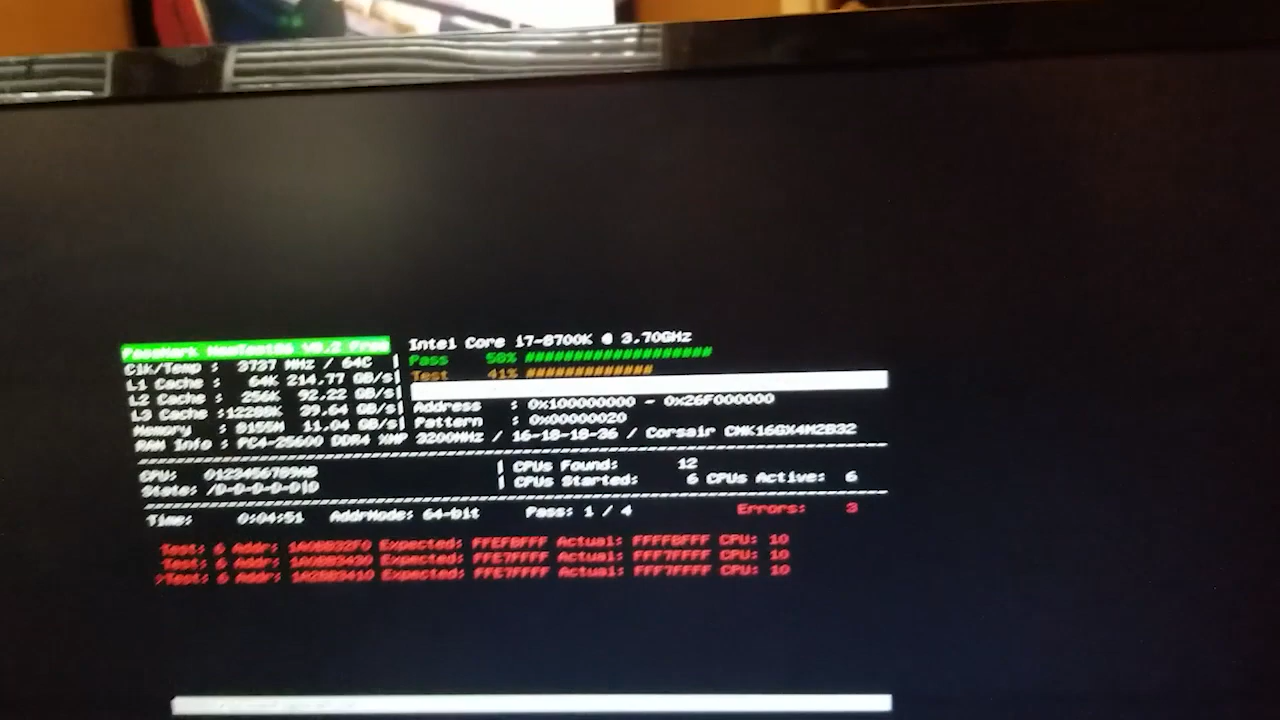 PassMark MemTest86 V8.2 Free
Intel Core i7-8700K @ 3.70GHz
Clk/Temp : 3737 MHz / 64C | Pass 58% ###################
L1 Cache : 64K 214.77 GB/s| Test 41% #############
L2 Cache : 256K 92.22 GB/s|
L3 Cache :12288K 39.64 GB/s| Address : 0x100000000 - 0x26F000000
Memory : 8155M 11.04 GB/s| Pattern : 0x00000020
RAM Info : PC4-25600 DDR4 XMP 3200MHz / 16-18-18-36 / Corsair CMK16GX4M2B32
CPU: 0123456789AB | CPUs Found: 12
State: /D-D-D-D-D|D | CPUs Started: 6 CPUs Active: 6
Time: 0:04:51 AddrMode: 64-bit Pass: 1 / 4 Errors: 3
Test: 6 Addr: Expected: FFEFBFFF Actual: FFFFBFFF CPU: 10
Test: 6 Addr: Expected: FFE7FFFF Actual: FFF7FFFF CPU: 10
>Test: 6 Addr: Expected: FFE7FFFF Actual: FFF7FFFF CPU: 10